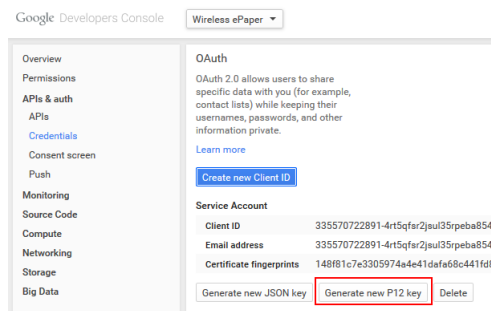 Google Developers Console
Wireless ePaper
Overview
Permissions
APIs & auth
APIs
Credentials
Consent screen
Push
Monitoring
Source Code
Compute
Networking
Storage
Big Data
OAuth
OAuth 2.0 allows users to share
specific data with you (for example,
contact lists) while keeping their
usernames, passwords, and other
information private.
Learn more
Create new Client ID
Service Account
Client ID 335570722891-4rt5qfsr2jsul35rpeba854
Email address 335570722891-4rt5qfsr2jsul35rpeba854
Certificate fingerprints 148f81c7e3305974a4e41dafa68c441fdl
Generate new JSON key Generate new P12 key Delete